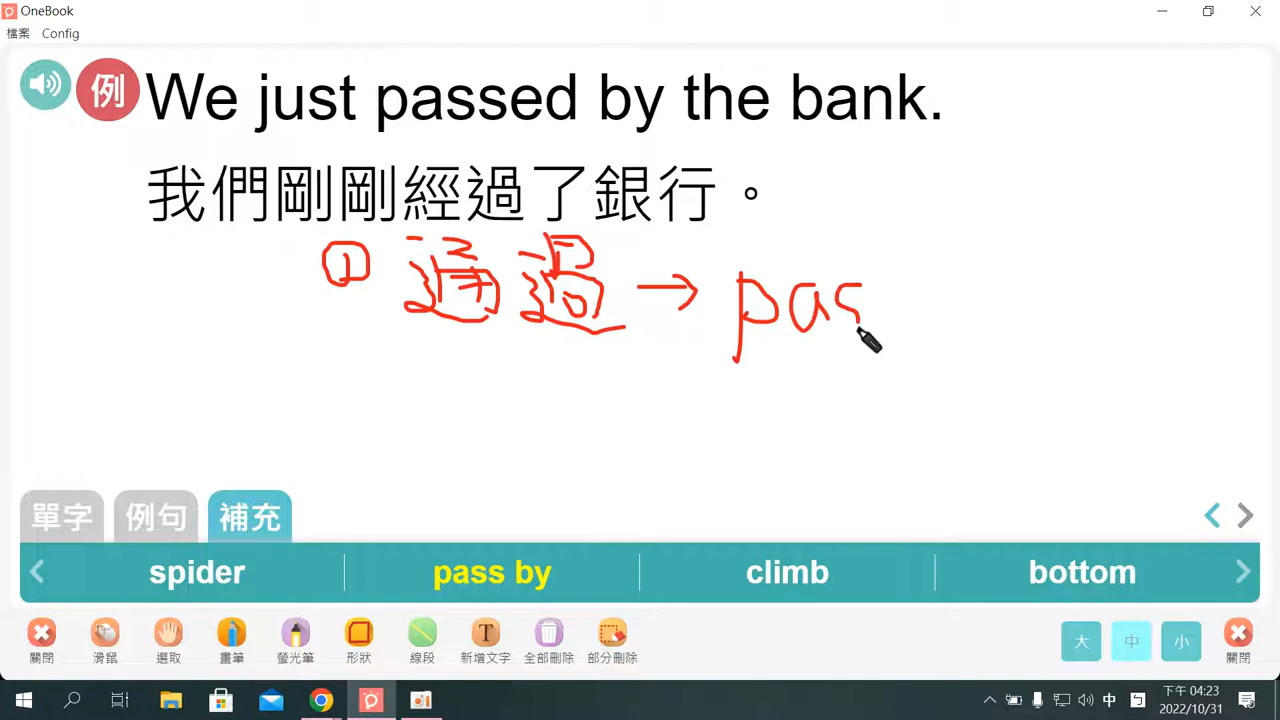 OneBook
檔案 Config
例 We just passed by the bank.
我們剛剛經過了銀行。
① 通過 → pas
單字 例句 補充
spider pass by climb bottom
關閉 滑鼠 選取 畫筆 螢光筆 形狀 線段 T 新增文字 全部刪除 部分刪除 大 中 小 關閉
中 下午 04:23
2022/10/31